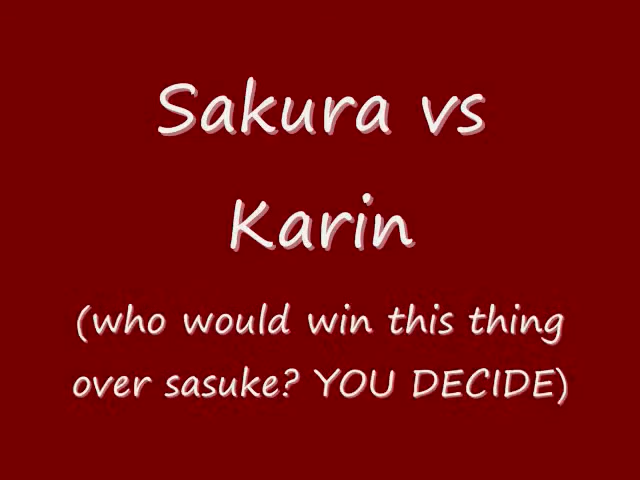 Sakura vs
Karin
(who would win this thing
over sasuke? YOU DECIDE)